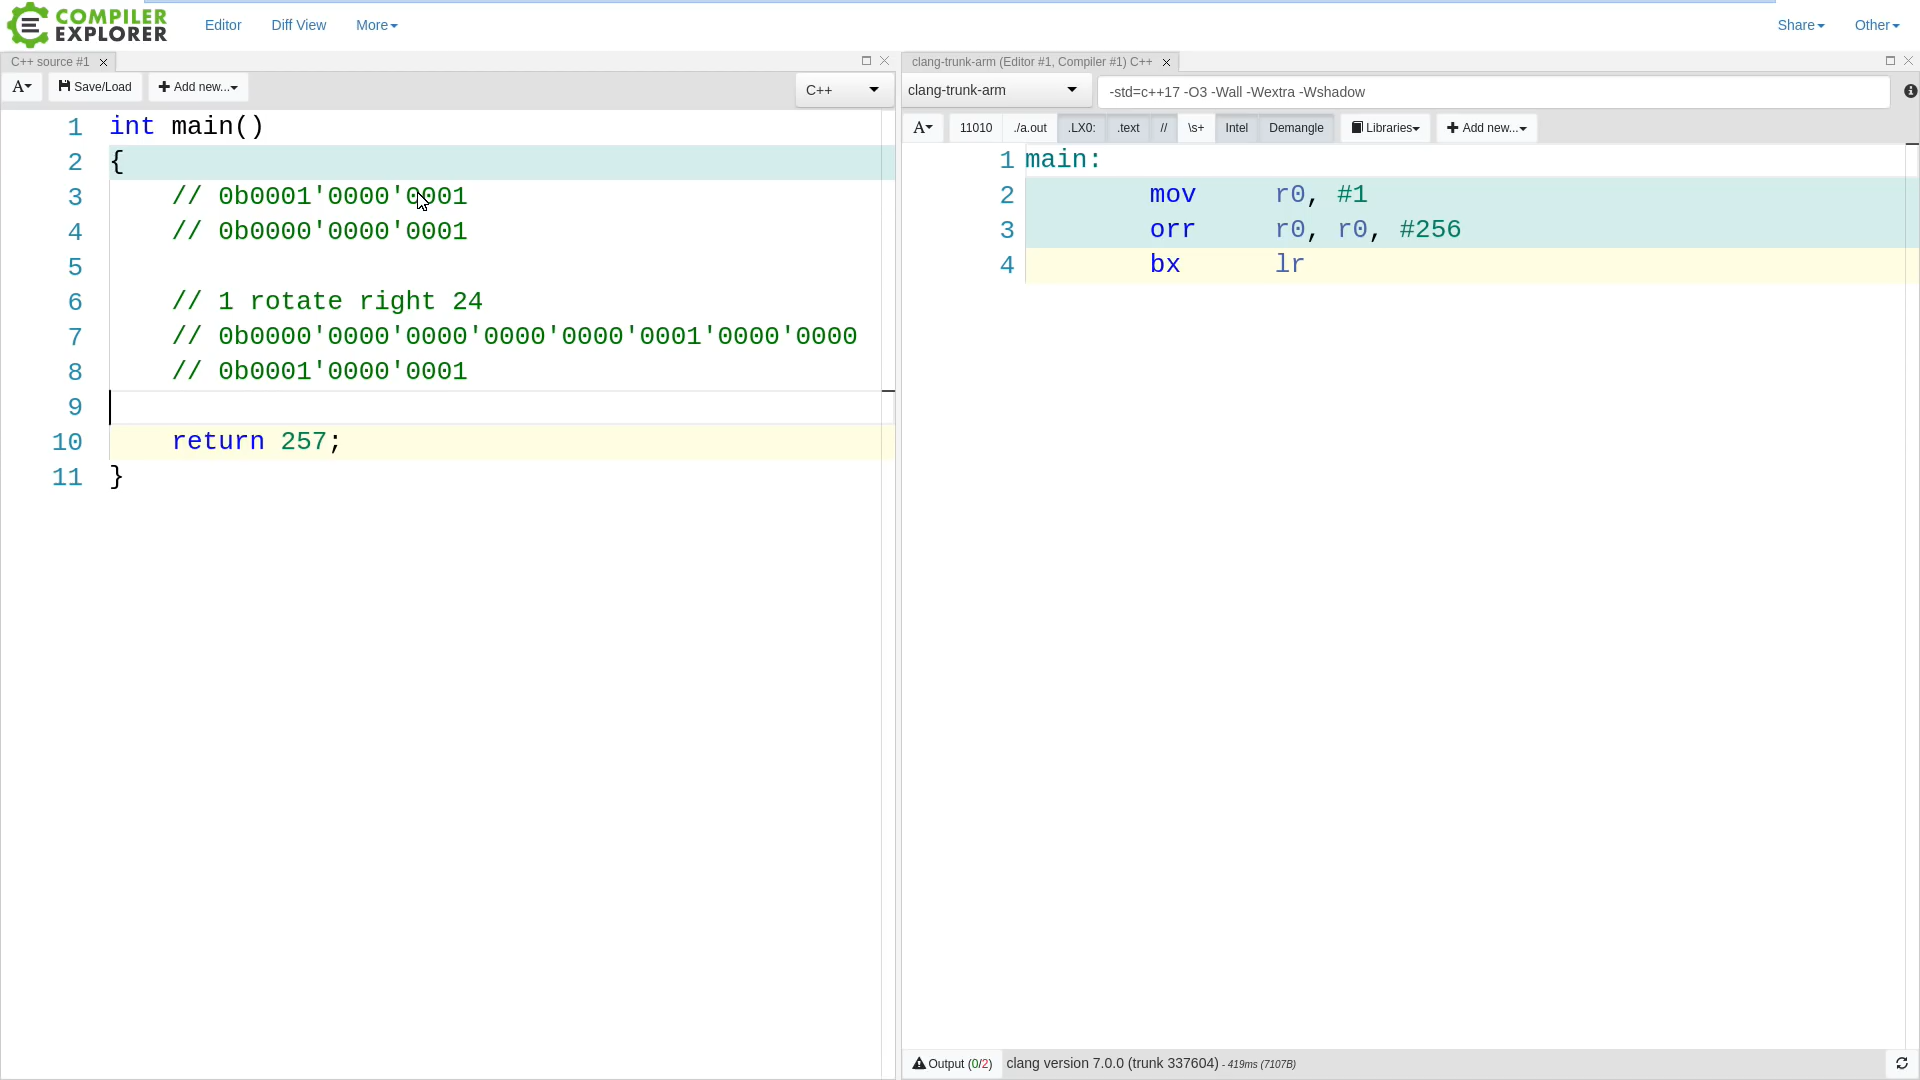 COMPILER
EXPLORER
Editor
Diff View
More
Share
Other
C++ source #1
A
Save/Load
Add new...
C++
1 int main()
2 {
3 // 0b0001'0000'0001
4 // 0b0000'0000'0001
5
6 // 1 rotate right 24
7 // 0b0000'0000'0000'0000'0000'0001'0000'0000
8 // 0b0001'0000'0001
9
10 return 257;
11 }
clang-trunk-arm (Editor #1, Compiler #1) C++
clang-trunk-arm
-std=c++17 -O3 -Wall -Wextra -Wshadow
A
11010
./a.out
.LX0:
.text
//
\s+
Intel
Demangle
Libraries
Add new...
1 main:
2 mov r0, #1
3 orr r0, r0, #256
4 bx lr
Output (0/2)
clang version 7.0.0 (trunk 337604) - 419ms (7107B)